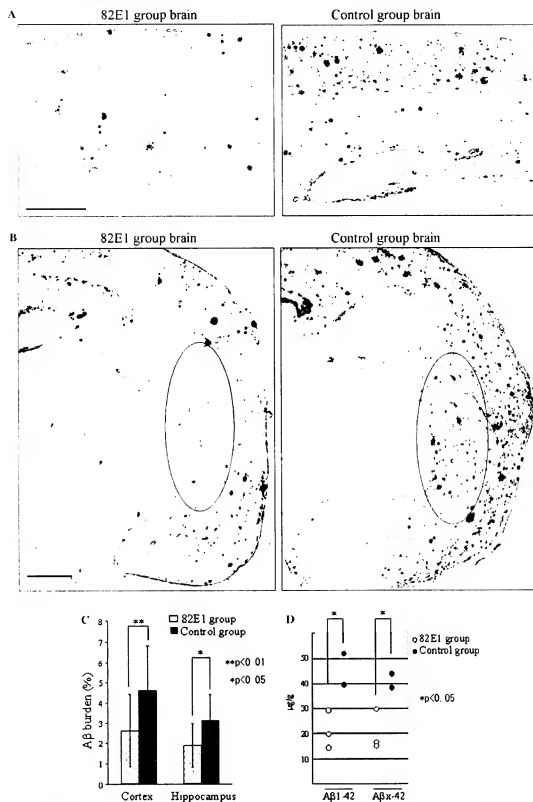 A
82E1 group brain
Control group brain
B
82E1 group brain
Control group brain
C
82E1 group
Control group
**
*
**p<0 01
*p<0 05
8
7
6
5
4
3
2
1
0
Aβ burden (%)
Cortex
Hippocampus
D
82E1 group
Control group
*
*
*p<0. 05
50
40
30
20
10
μg/g
Aβ1-42
Aβx-42